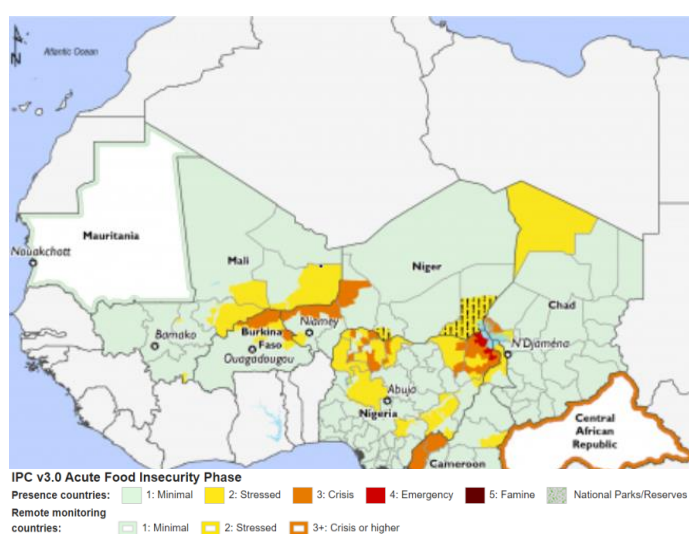 N
Atlantic Ocean
Mauritania
Nouakchott
Mali
Niger
Chad
Bamako
Burkina
Faso
Niamey
Ouagadougou
N'Djaména
Abuja
Nigeria
Central
African
Republic
Cameroon
IPC v3.0 Acute Food Insecurity Phase
Presence countries: 1: Minimal 2: Stressed 3: Crisis 4: Emergency 5: Famine National Parks/Reserves
Remote monitoring
countries: 1: Minimal 2: Stressed 3+: Crisis or higher